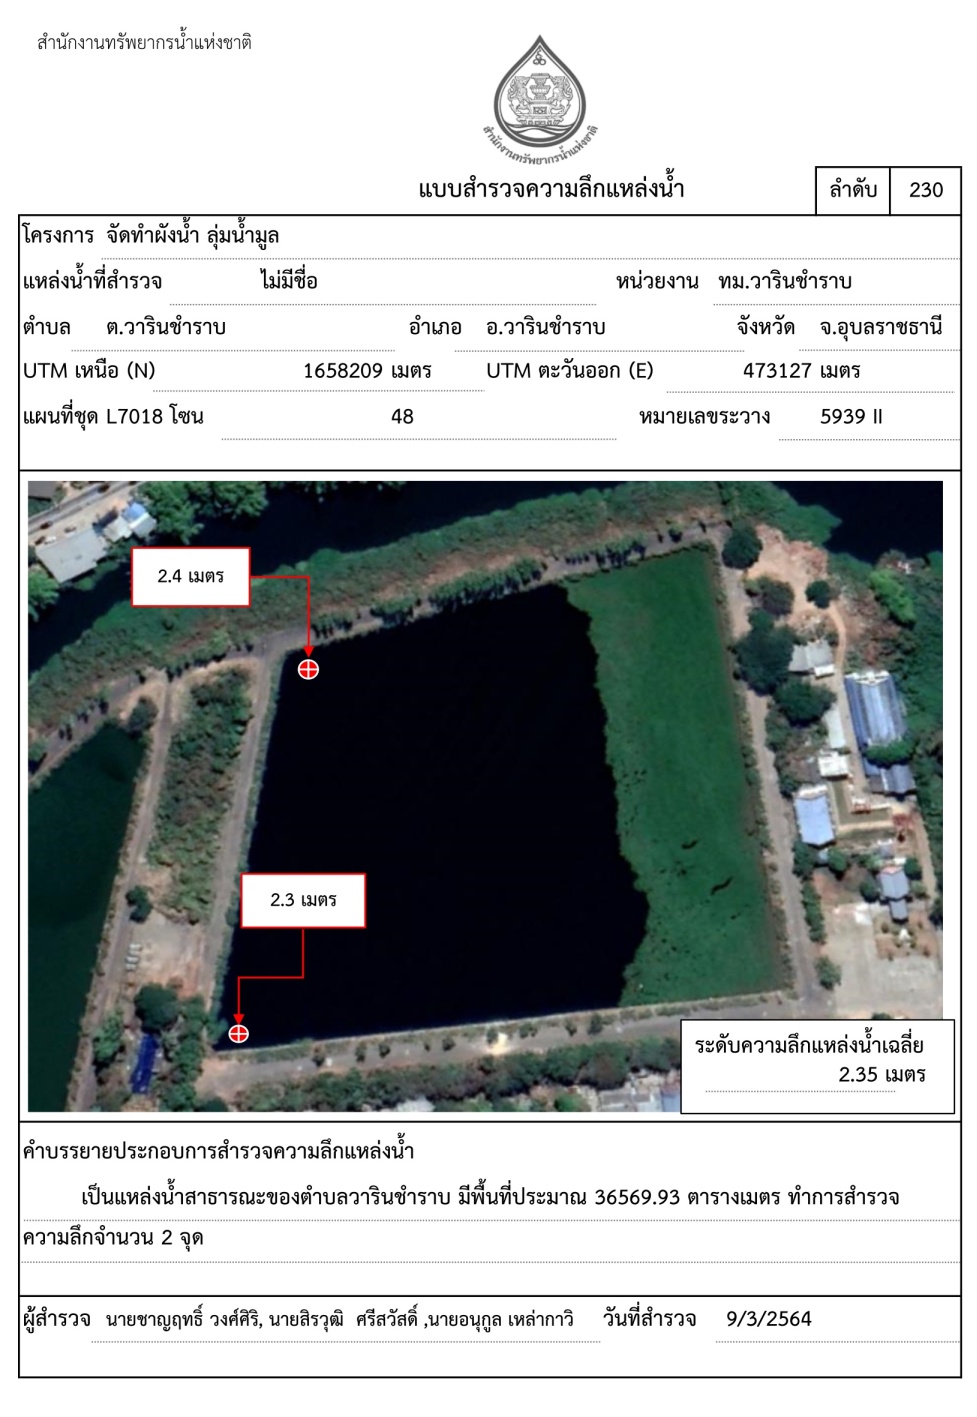 สำนักงานทรัพยากรน้ำแห่งชาติ
สำนักงานทรัพยากรน้ำแห่งชาติ
แบบสำรวจความลึกแหล่งน้ำ ลำดับ 230
โครงการ จัดทำผังน้ำ ลุ่มน้ำมูล
แหล่งน้ำที่สำรวจ ไม่มีชื่อ หน่วยงาน ทม.วารินชำราบ
ตำบล ต.วารินชำราบ อำเภอ อ.วารินชำราบ จังหวัด จ.อุบลราชธานี
UTM เหนือ (N) 1658209 เมตร UTM ตะวันออก (E) 473127 เมตร
แผนที่ชุด L7018 โซน 48 หมายเลขระวาง 5939 II
2.4 เมตร
2.3 เมตร
ระดับความลึกแหล่งน้ำเฉลี่ย
2.35 เมตร
คำบรรยายประกอบการสำรวจความลึกแหล่งน้ำ
เป็นแหล่งน้ำสาธารณะของตำบลวารินชำราบ มีพื้นที่ประมาณ 36569.93 ตารางเมตร ทำการสำรวจ
ความลึกจำนวน 2 จุด
ผู้สำรวจ นายชาญฤทธิ์ วงศ์ศิริ, นายสิรวุฒิ ศรีสวัสดิ์ ,นายอนุกูล เหล่ากาวิ วันที่สำรวจ 9/3/2564